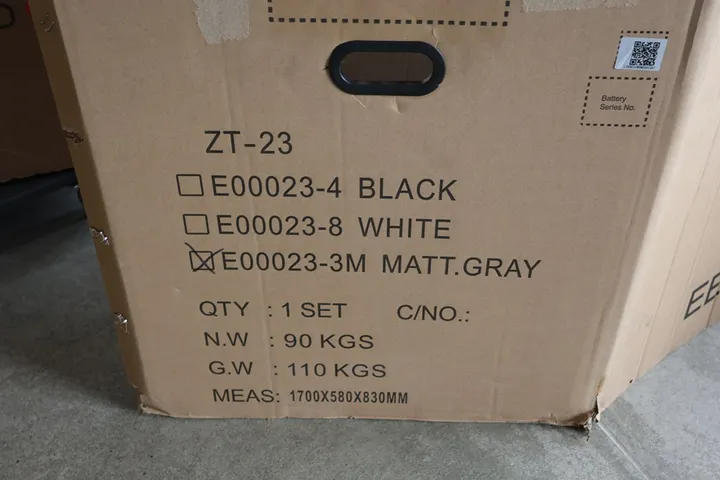 Battery
Series No.
ZT-23
E00023-4 BLACK
E00023-8 WHITE
E00023-3M MATT.GRAY
QTY : 1 SET C/NO.:
N.W : 90 KGS
G.W : 110 KGS
MEAS: 1700X580X830MM